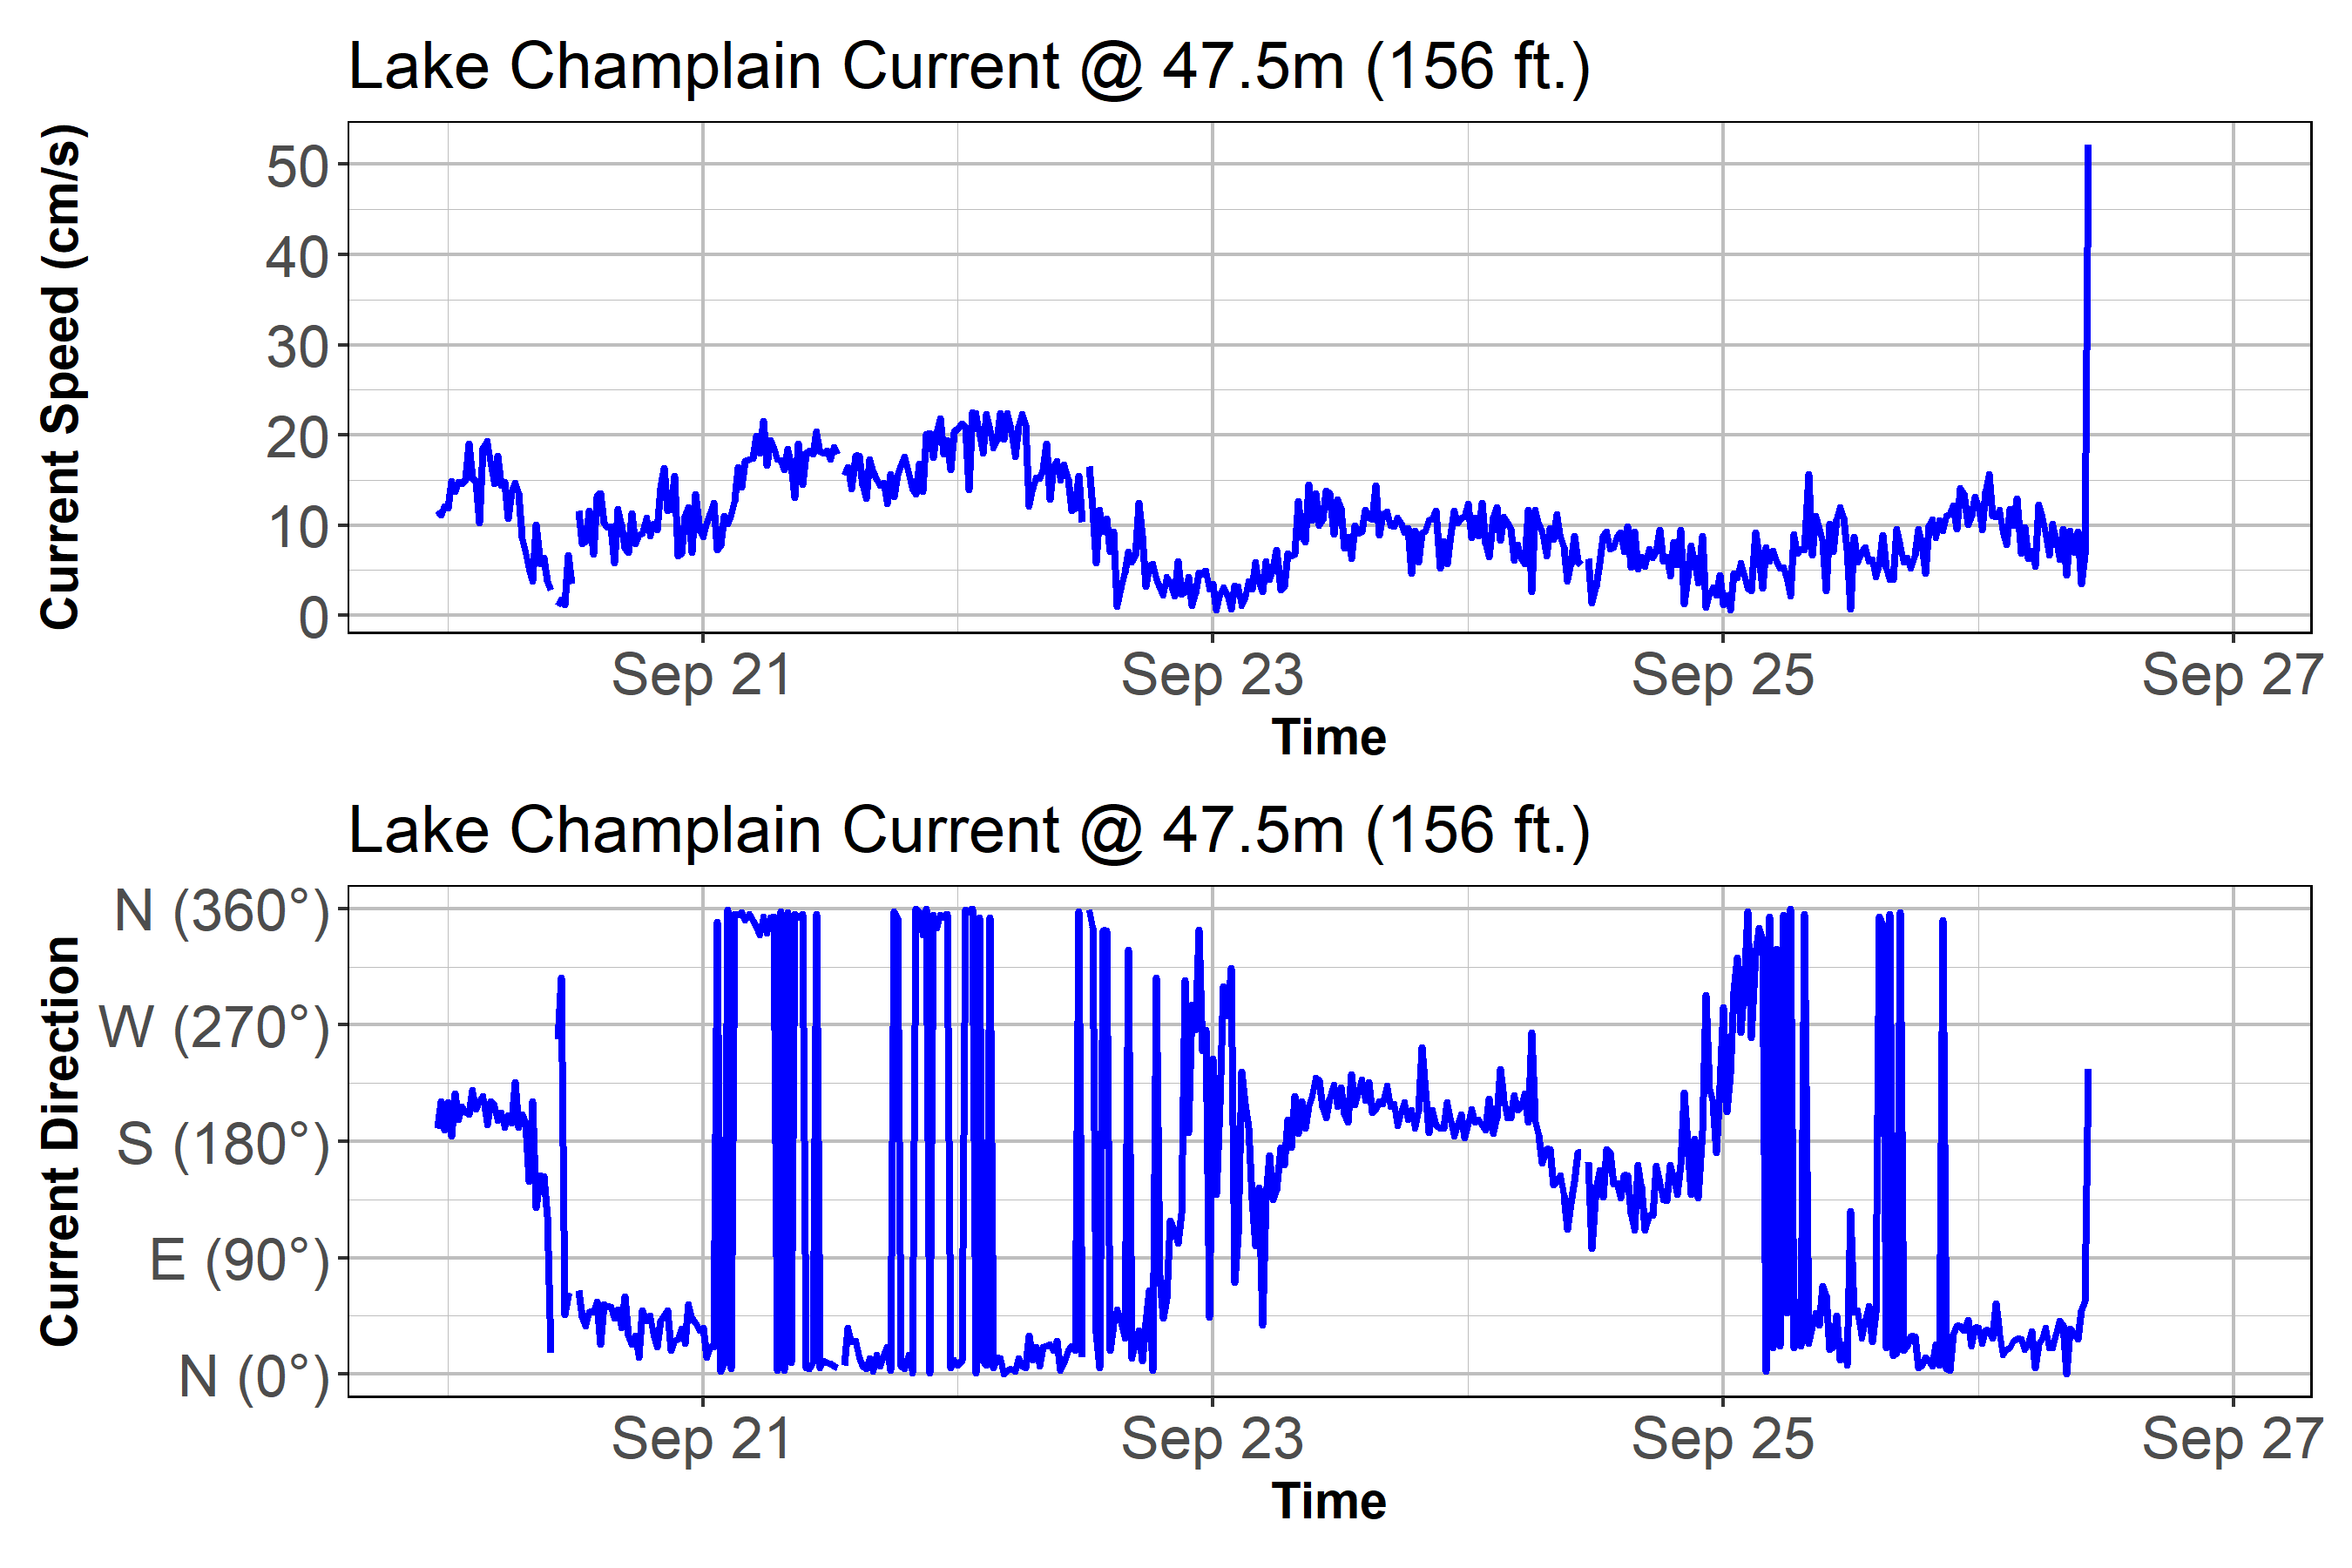 Lake Champlain Current @ 47.5m (156 ft.)
Current Speed (cm/s)
50
40
30
20
10
0
Sep 21 Sep 23 Sep 25 Sep 27
Time
Lake Champlain Current @ 47.5m (156 ft.)
Current Direction
N (360°)
W (270°)
S (180°)
E (90°)
N (0°)
Sep 21 Sep 23 Sep 25 Sep 27
Time